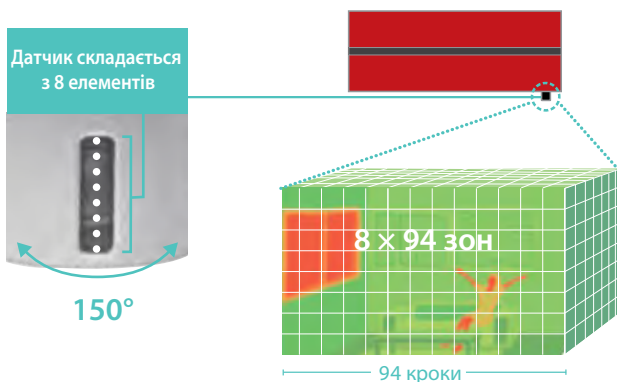 Датчик складається
з 8 елементів
8 × 94 зон
150°
94 кроки